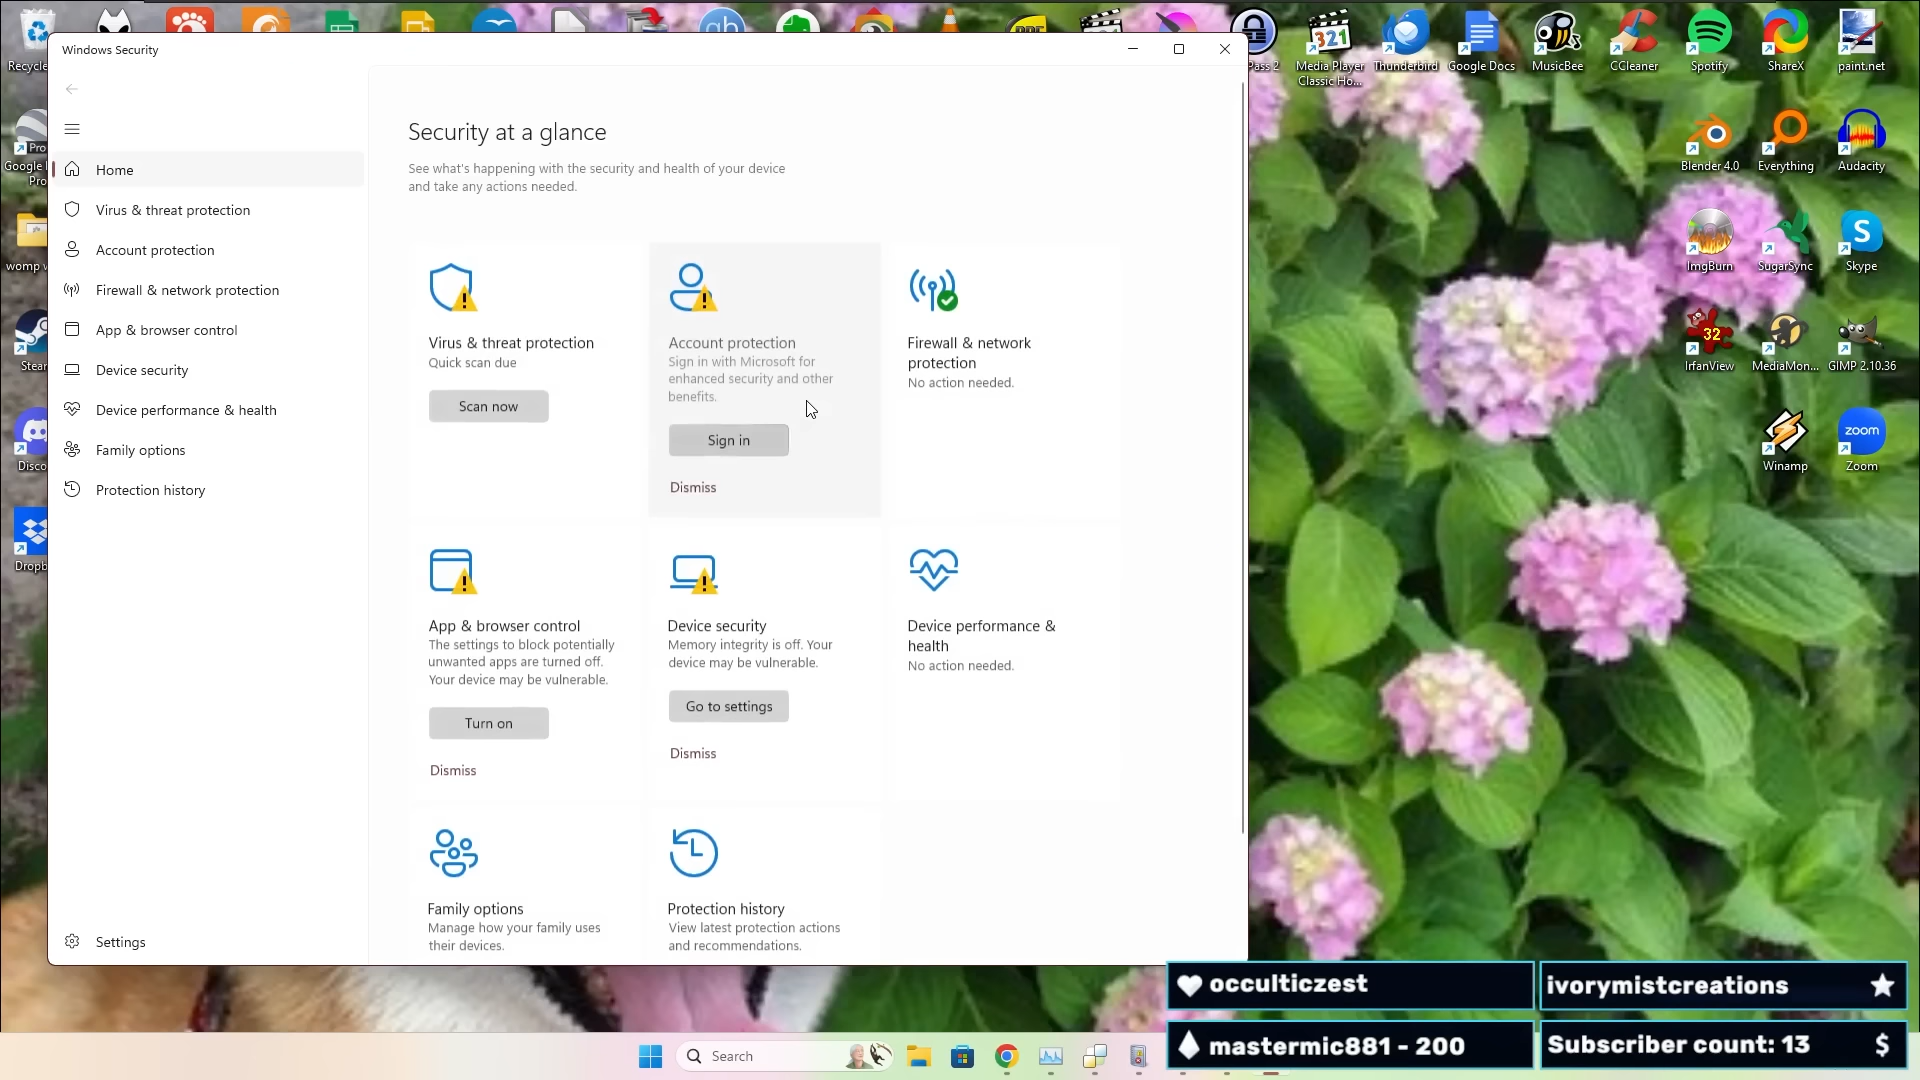 Windows Security
Home
Virus & threat protection
Account protection
Firewall & network protection
App & browser control
Device security
Device performance & health
Family options
Protection history
Settings
Security at a glance
See what's happening with the security and health of your device
and take any actions needed.
Virus & threat protection
Quick scan due
Scan now
Account protection
Sign in with Microsoft for
enhanced security and other
benefits.
Sign in
Dismiss
Firewall & network
protection
No action needed.
App & browser control
The settings to block potentially
unwanted apps are turned off.
Your device may be vulnerable.
Turn on
Dismiss
Device security
Memory integrity is off. Your
device may be vulnerable.
Go to settings
Dismiss
Device performance &
health
No action needed.
Family options
Manage how your family uses
their devices.
Protection history
View latest protection actions
and recommendations.
Pro
Pro
womp
Pass 2
Media Player
Classic Ho...
321
Thunderbird
Google Docs
MusicBee
CCleaner
Spotify
ShareX
paint.net
Blender 4.0
Everything
Audacity
ImgBurn
SugarSync
S
Skype
32
IrfanView
MediaMon...
GIMP 2.10.36
Winamp
zoom
Zoom
Search
occulticzest
ivorymistcreations
mastermic881 - 200
Subscriber count: 13
$